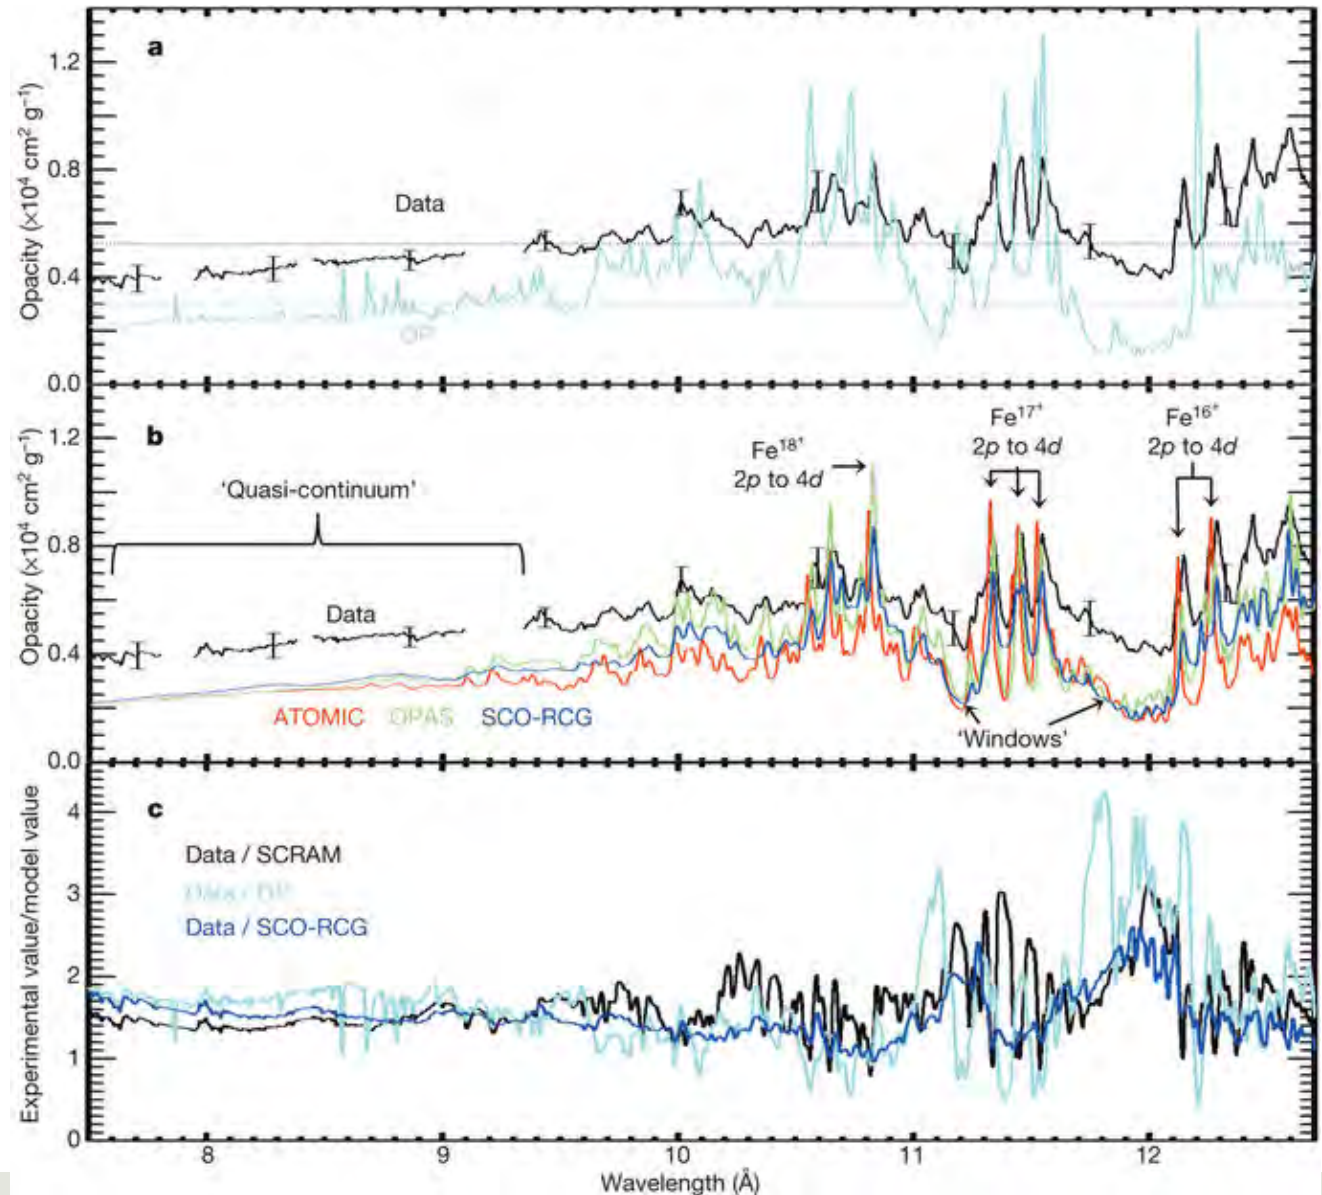 a
1.2
0.8
0.4
0.0
Opacity (×10⁴ cm² g⁻¹)
Data
OP
b
1.2
0.8
0.4
0.0
Opacity (×10⁴ cm² g⁻¹)
'Quasi-continuum'
Data
ATOMIC OPAS SCO-RCG
Fe¹⁸⁺
2p to 4d
Fe¹⁷⁺
2p to 4d
Fe¹⁶⁺
2p to 4d
'Windows'
c
4
3
2
1
0
Experimental value/model value
Data / SCRAM
Data / OP
Data / SCO-RCG
8 9 10 11 12
Wavelength (Å)